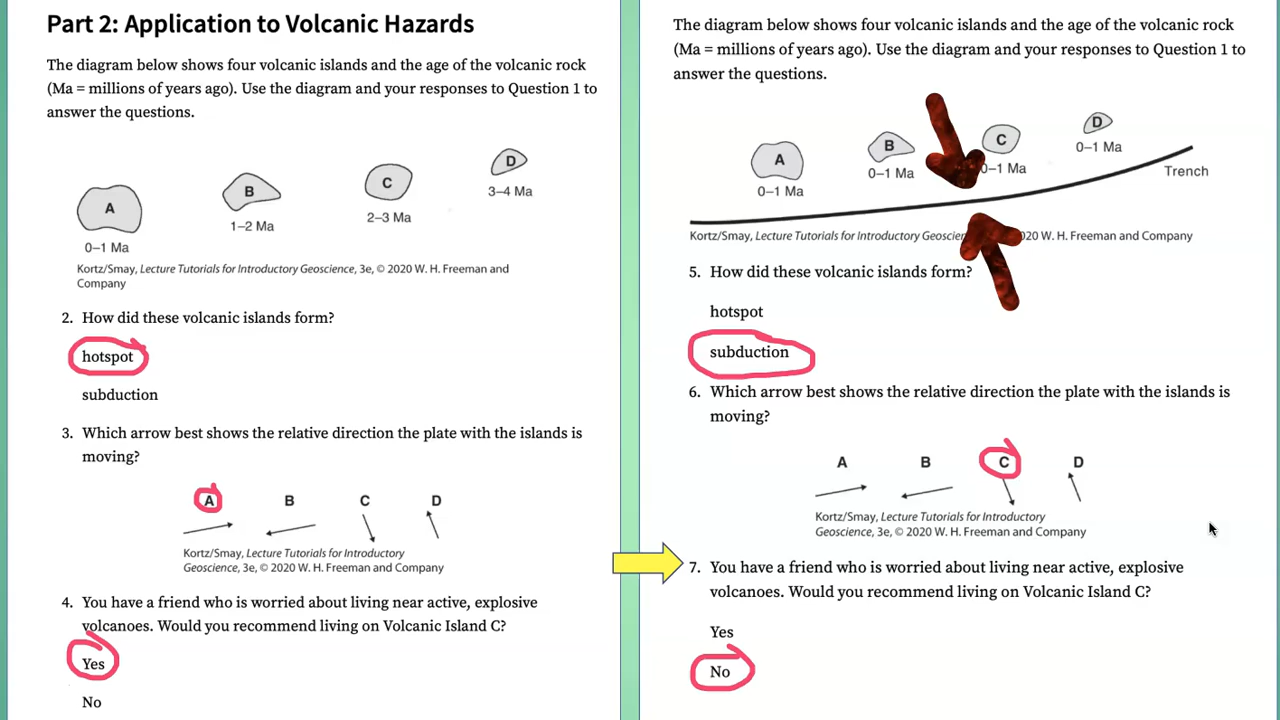 Part 2: Application to Volcanic Hazards
The diagram below shows four volcanic islands and the age of the volcanic rock
(Ma = millions of years ago). Use the diagram and your responses to Question 1 to
answer the questions.
A
B
C
D
0–1 Ma
1–2 Ma
2–3 Ma
3–4 Ma
Kortz/Smay, Lecture Tutorials for Introductory Geoscience, 3e, © 2020 W. H. Freeman and
Company
2. How did these volcanic islands form?
hotspot
subduction
3. Which arrow best shows the relative direction the plate with the islands is
moving?
A B C D
Kortz/Smay, Lecture Tutorials for Introductory
Geoscience, 3e, © 2020 W. H. Freeman and Company
4. You have a friend who is worried about living near active, explosive
volcanoes. Would you recommend living on Volcanic Island C?
Yes
No
The diagram below shows four volcanic islands and the age of the volcanic rock
(Ma = millions of years ago). Use the diagram and your responses to Question 1 to
answer the questions.
A
B
C
D
0–1 Ma
0–1 Ma
0–1 Ma
0–1 Ma
Trench
Kortz/Smay, Lecture Tutorials for Introductory Geoscien 020 W. H. Freeman and Company
5. How did these volcanic islands form?
hotspot
subduction
6. Which arrow best shows the relative direction the plate with the islands is
moving?
A B C D
Kortz/Smay, Lecture Tutorials for Introductory
Geoscience, 3e, © 2020 W. H. Freeman and Company
7. You have a friend who is worried about living near active, explosive
volcanoes. Would you recommend living on Volcanic Island C?
Yes
No